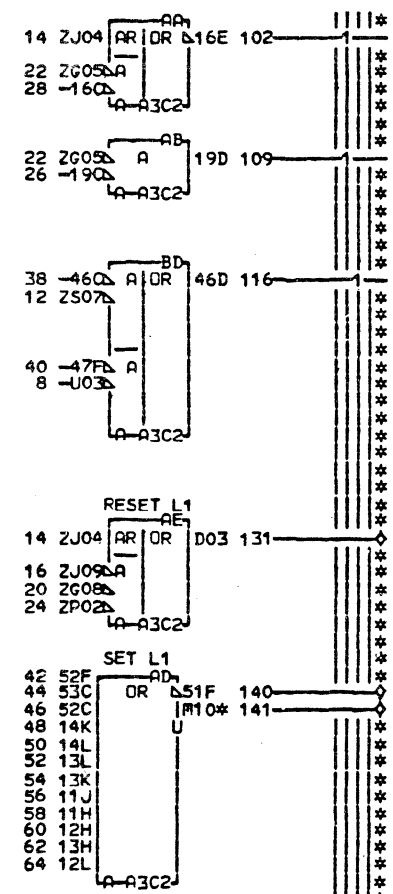 AA
14 ZJ04 AR OR 16E 102 1
22 ZG05 A
28 -16C
A A3C2
AB
22 ZG05 A 19D 109 1
26 -19C
A A3C2
BD
38 -46C A OR 46D 116 1
12 ZS07
40 -47F A
8 -U03
A A3C2
RESET L1
AE
14 ZJ04 AR OR D03 131
16 ZJ09 A
20 ZG08
24 ZP02
A A3C2
SET L1
42 52F AD
44 53C OR 51F 140
46 52C M10* 141
48 14K U
50 14L
52 13L
54 13K
56 11J
58 11H
60 12H
62 13H
64 12L
A A3C2